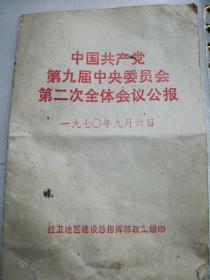 中国共产党
第九届中央委员会
第二次全体会议公报
一九七〇年九月六日
红卫地区建设总指挥部政工组印